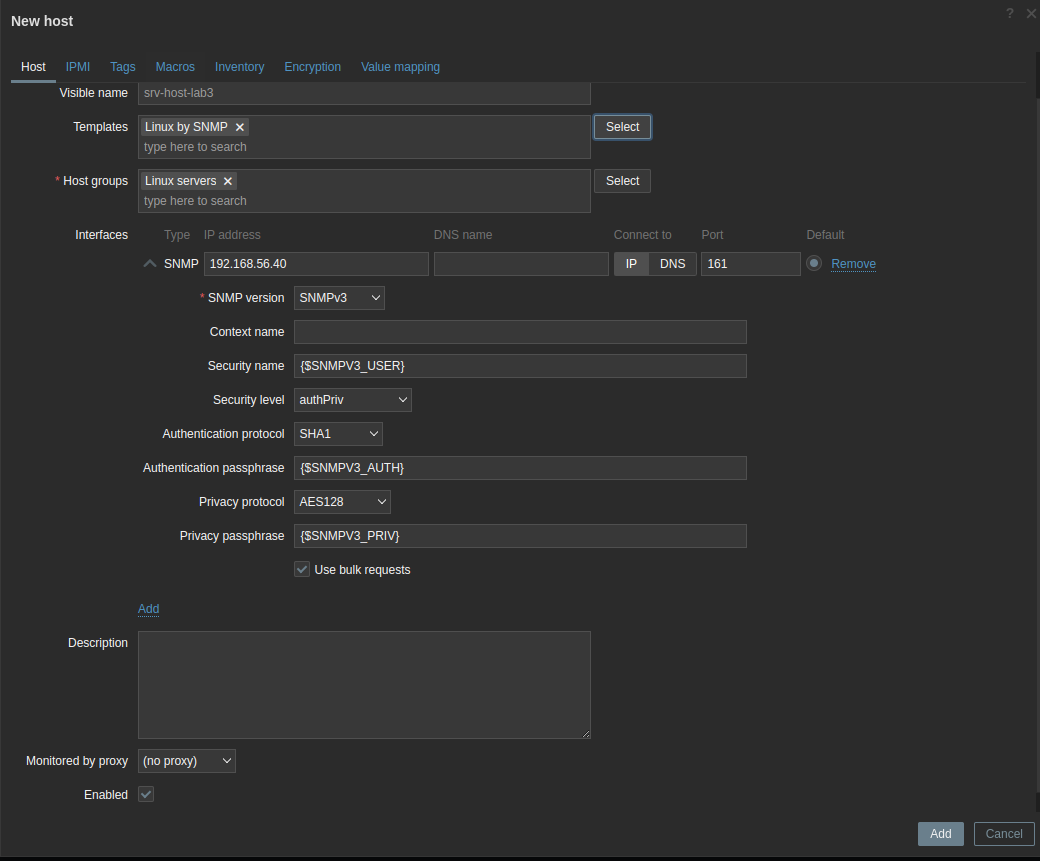 New host
? ×
Host IPMI Tags Macros Inventory Encryption Value mapping
Visible name srv-host-lab3
Templates Linux by SNMP × Select
type here to search
* Host groups Linux servers × Select
type here to search
Interfaces Type IP address DNS name Connect to Port Default
SNMP 192.168.56.40 IP DNS 161 Remove
* SNMP version SNMPv3
Context name
Security name {$SNMPV3_USER}
Security level authPriv
Authentication protocol SHA1
Authentication passphrase {$SNMPV3_AUTH}
Privacy protocol AES128
Privacy passphrase {$SNMPV3_PRIV}
Use bulk requests
Add
Description
Monitored by proxy (no proxy)
Enabled
Add Cancel